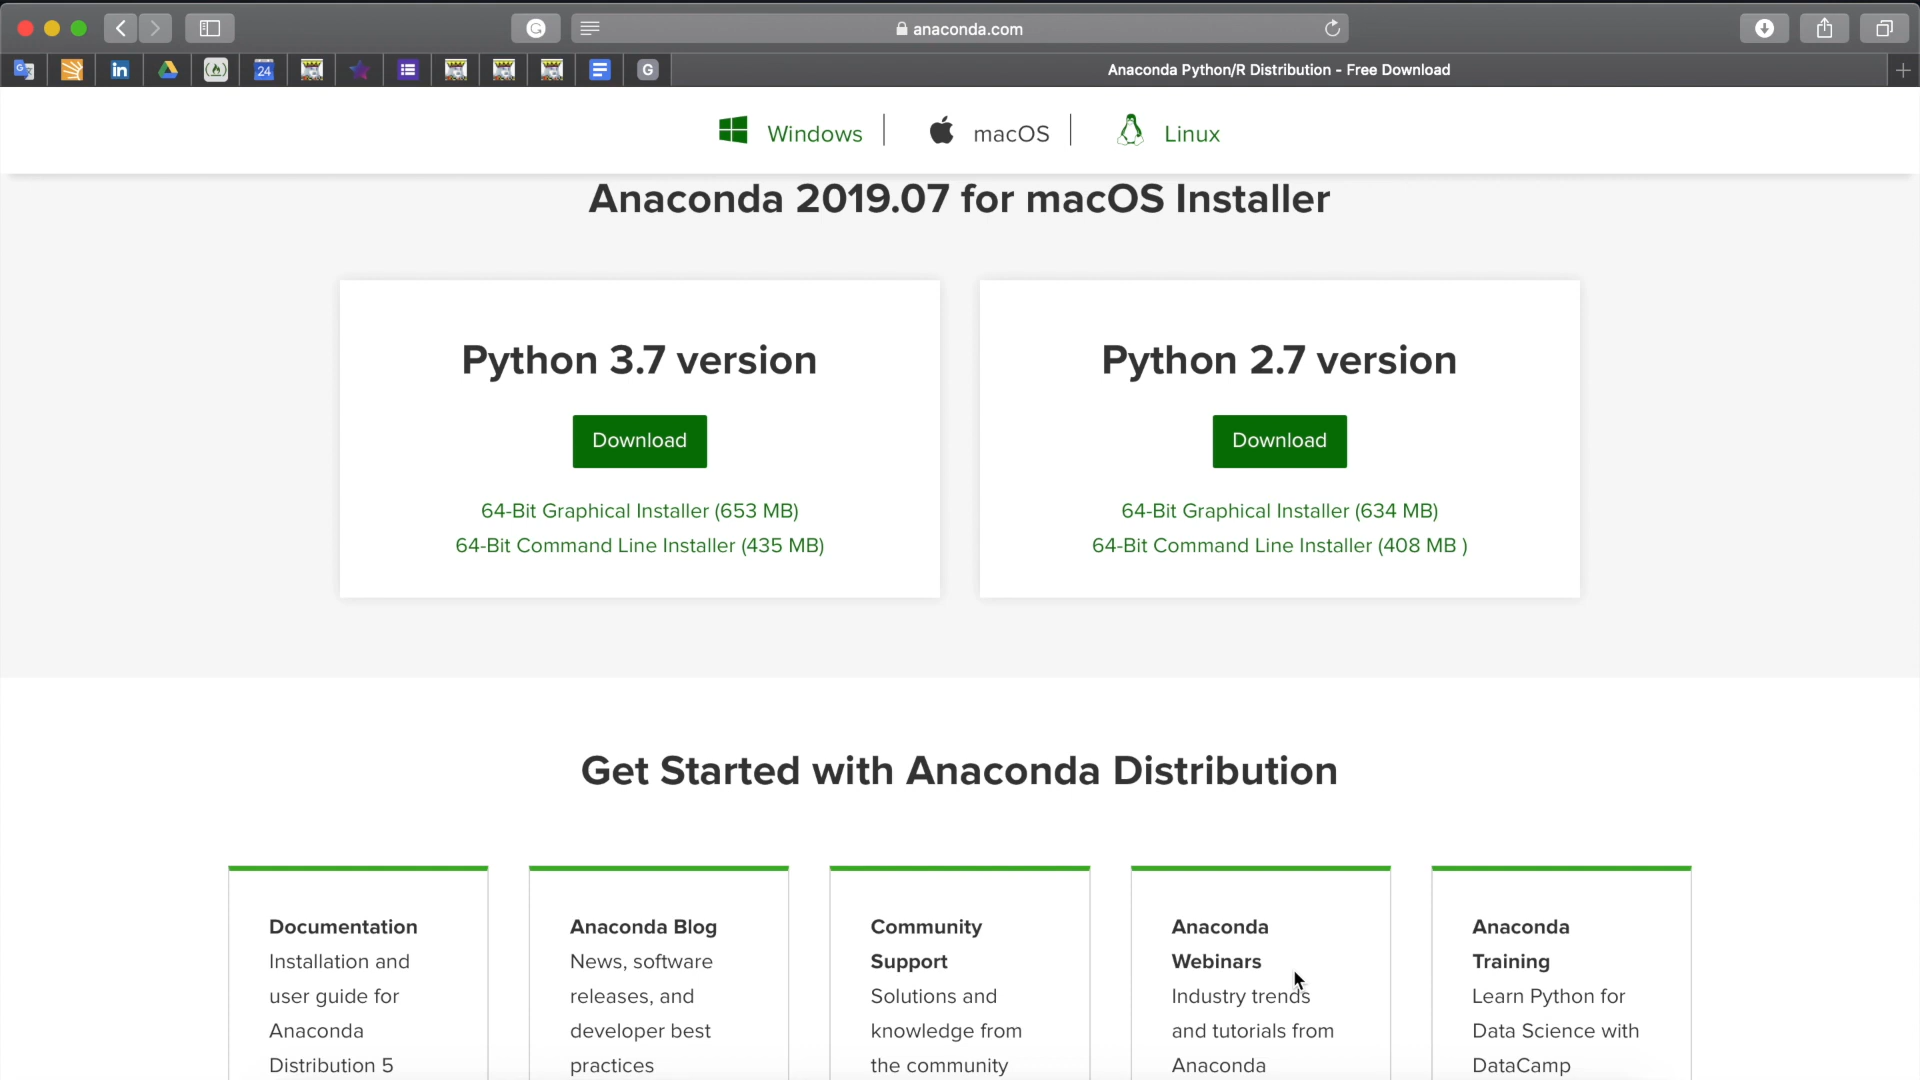 anaconda.com
24
G
Anaconda Python/R Distribution - Free Download
Windows
macOS
Linux
Anaconda 2019.07 for macOS Installer
Python 3.7 version
Download
64-Bit Graphical Installer (653 MB)
64-Bit Command Line Installer (435 MB)
Python 2.7 version
Download
64-Bit Graphical Installer (634 MB)
64-Bit Command Line Installer (408 MB )
Get Started with Anaconda Distribution
Documentation
Installation and
user guide for
Anaconda
Distribution 5
Anaconda Blog
News, software
releases, and
developer best
practices
Community
Support
Solutions and
knowledge from
the community
Anaconda
Webinars
Industry trends
and tutorials from
Anaconda
Anaconda
Training
Learn Python for
Data Science with
DataCamp